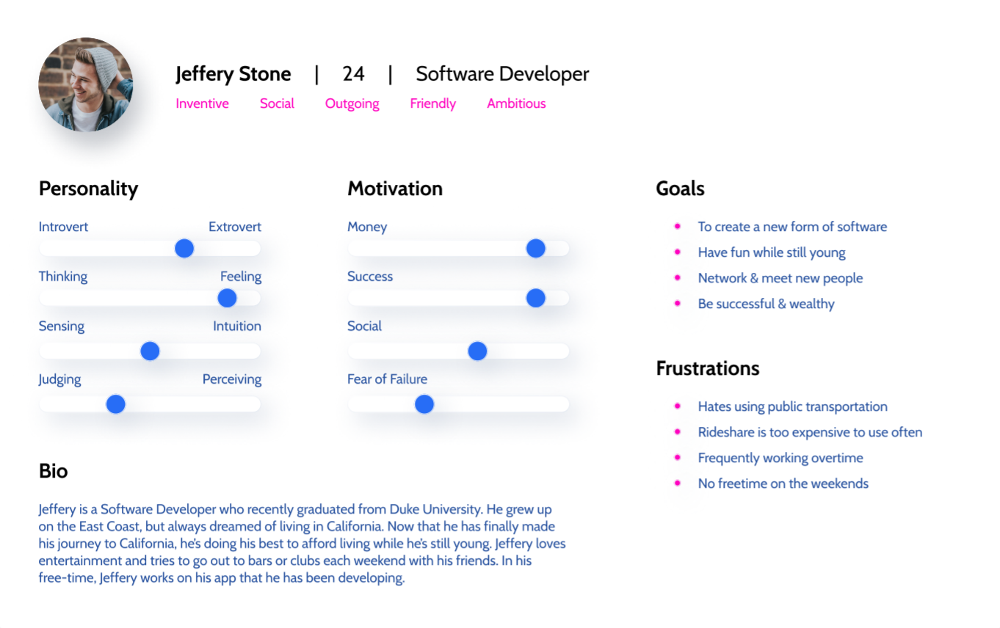 Jeffery Stone | 24 | Software Developer
Inventive Social Outgoing Friendly Ambitious
Personality
Introvert Extrovert
Thinking Feeling
Sensing Intuition
Judging Perceiving
Motivation
Money
Success
Social
Fear of Failure
Goals
To create a new form of software
Have fun while still young
Network & meet new people
Be successful & wealthy
Frustrations
Hates using public transportation
Rideshare is too expensive to use often
Frequently working overtime
No freetime on the weekends
Bio
Jeffery is a Software Developer who recently graduated from Duke University. He grew up
on the East Coast, but always dreamed of living in California. Now that he has finally made
his journey to California, he's doing his best to afford living while he's still young. Jeffery loves
entertainment and tries to go out to bars or clubs each weekend with his friends. In his
free-time, Jeffery works on his app that he has been developing.